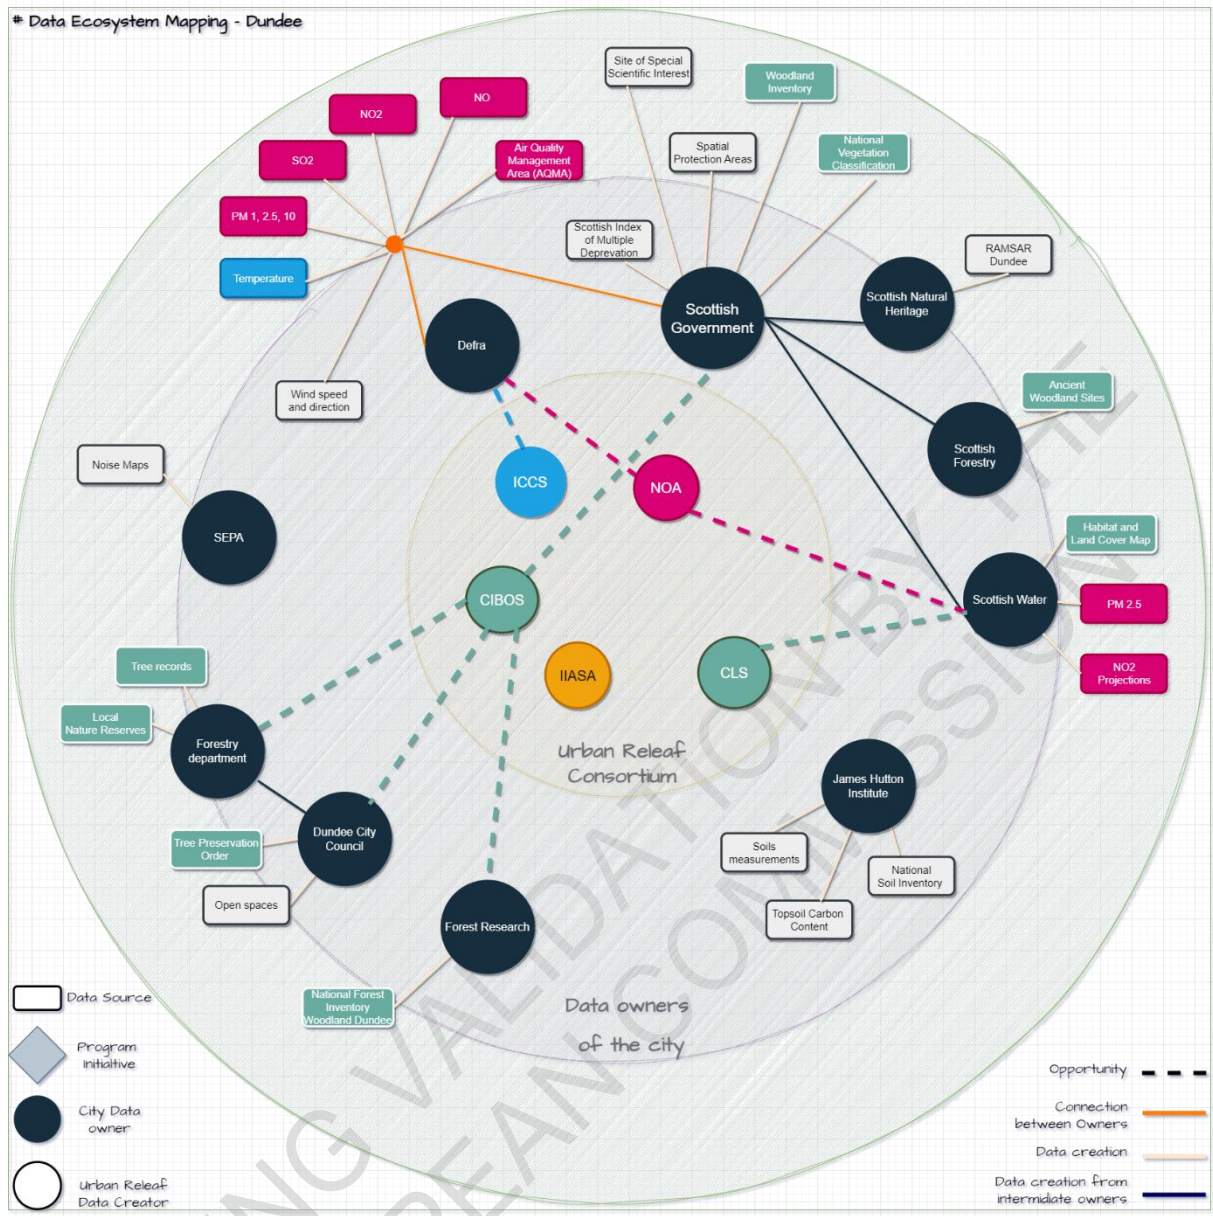 # Data Ecosystem Mapping - Dundee
Site of Special
Scientific Interest
Woodland
Inventory
NO
NO2
Air Quality
Management
Area (AQMA)
SO2
Spatial
Protection Areas
National
Vegetation
Classification
PM 1, 2.5, 10
Scottish Index
of Multiple
Deprevation
RAMSAR
Dundee
Temperature
Scottish Natural
Heritage
Scottish
Government
Defra
Wind speed
and direction
Ancient
Woodland Sites
Scottish
Forestry
Noise Maps
ICCS
NOA
SEPA
Habitat and
Land Cover Map
CIBOS
Scottish Water
PM 2.5
Tree records
IIASA
CLS
NO2
Projections
Local
Nature Reserves
Forestry
department
Urban Releaf
Consortium
James Hutton
Institute
Tree Preservation
Order
Dundee City
Council
Soils
measurements
National
Soil Inventory
Open spaces
Topsoil Carbon
Content
Forest Research
National Forest
Inventory
Woodland Dundee
Data owners
of the city
Data Source
Program
Initialtive
City Data
owner
Urban Releaf
Data Creator
Opportunity
Connection
between Owners
Data creation
Data creation from
intermidiate owners
ING VALIDATION BY THE
PEAN COMMISSION